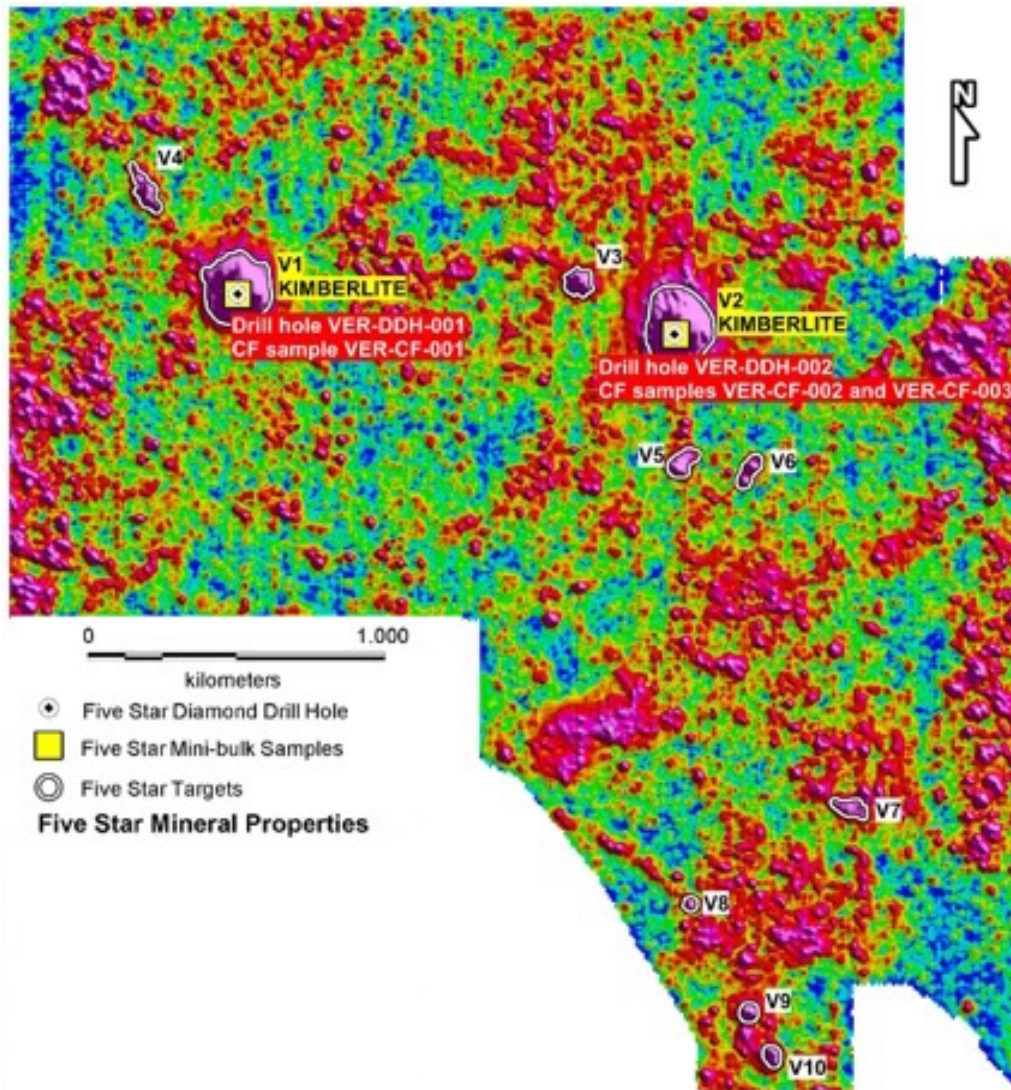 N
V4
V1
KIMBERLITE
Drill hole VER-DDH-001
CF sample VER-CF-001
V3
V2
KIMBERLITE
Drill hole VER-DDH-002
CF samples VER-CF-002 and VER-CF-003
V5
V6
0 1.000
kilometers
Five Star Diamond Drill Hole
Five Star Mini-bulk Samples
Five Star Targets
Five Star Mineral Properties
V7
V8
V9
V10